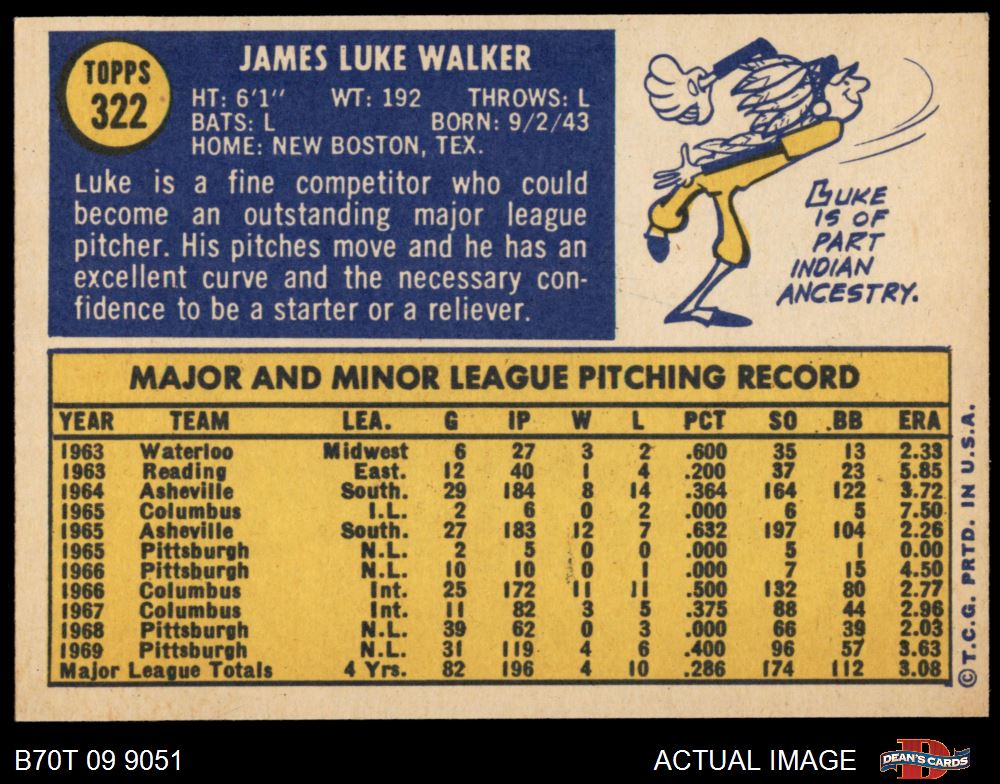 TOPPS
322
JAMES LUKE WALKER
HT: 6'1" WT: 192 THROWS: L
BATS: L BORN: 9/2/43
HOME: NEW BOSTON, TEX.
Luke is a fine competitor who could
become an outstanding major league
pitcher. His pitches move and he has an
excellent curve and the necessary con-
fidence to be a starter or a reliever.
LUKE
IS OF
PART
INDIAN
ANCESTRY.
MAJOR AND MINOR LEAGUE PITCHING RECORD
YEAR TEAM LEA. G IP W L PCT SO BB ERA
1963 Waterloo Midwest 6 27 3 2 .600 35 13 2.33
1963 Reading East. 12 40 1 4 .200 37 23 5.85
1964 Asheville South. 29 184 8 14 .364 164 122 3.72
1965 Columbus I.L. 2 6 0 2 .000 6 5 7.50
1965 Asheville South. 27 183 12 7 .632 197 104 2.26
1965 Pittsburgh N.L. 2 5 0 0 .000 5 1 0.00
1966 Pittsburgh N.L. 10 10 0 1 .000 7 15 4.50
1966 Columbus Int. 25 172 11 11 .500 132 80 2.77
1967 Columbus Int. 11 82 3 5 .375 88 44 2.96
1968 Pittsburgh N.L. 39 62 0 3 .000 66 39 2.03
1969 Pittsburgh N.L. 31 119 4 6 .400 96 57 3.63
Major League Totals 4 Yrs. 82 196 4 10 .286 174 112 3.08
© T.C.G. PRTD. IN U.S.A.
B70T 09 9051
ACTUAL IMAGE
DEAN'S CARDS